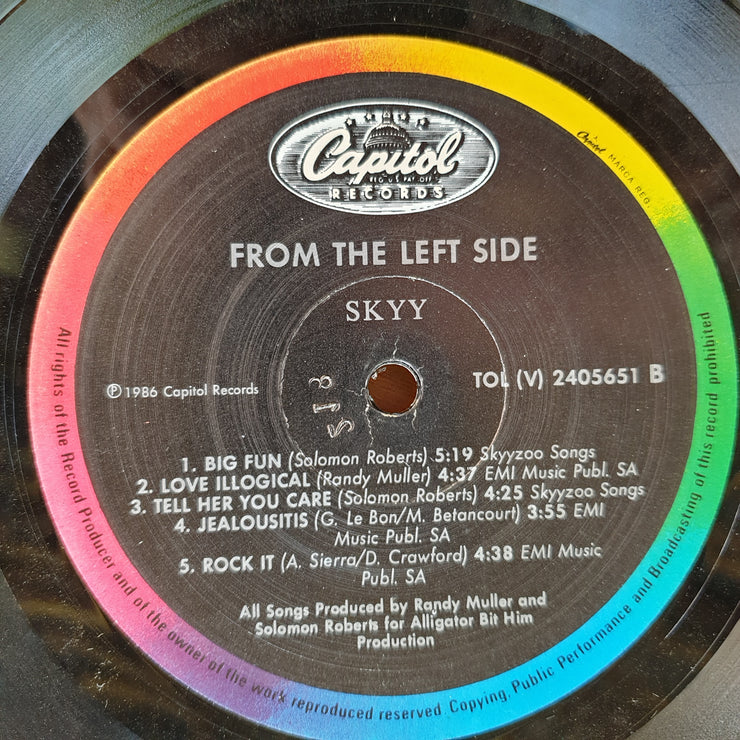 Capitol
REG. U.S. PAT. OFF.
RECORDS
Capitol MARCA REG.
FROM THE LEFT SIDE
SKYY
℗ 1986 Capitol Records
TOL (V) 2405651 B
513
1. BIG FUN (Solomon Roberts) 5:19 Skyyzoo Songs
2. LOVE ILLOGICAL (Randy Muller) 4:37 EMI Music Publ. SA
3. TELL HER YOU CARE (Solomon Roberts) 4:25 Skyyzoo Songs
4. JEALOUSITIS (G. Le Bon/M. Betancourt) 3:55 EMI
Music Publ. SA
5. ROCK IT (A. Sierra/D. Crawford) 4:38 EMI Music
Publ. SA
All Songs Produced by Randy Muller and
Solomon Roberts for Alligator Bit Him
Production
All rights of the Record Producer and of the owner of the work reproduced reserved. Copying, Public Performance and Broadcasting of this record prohibited